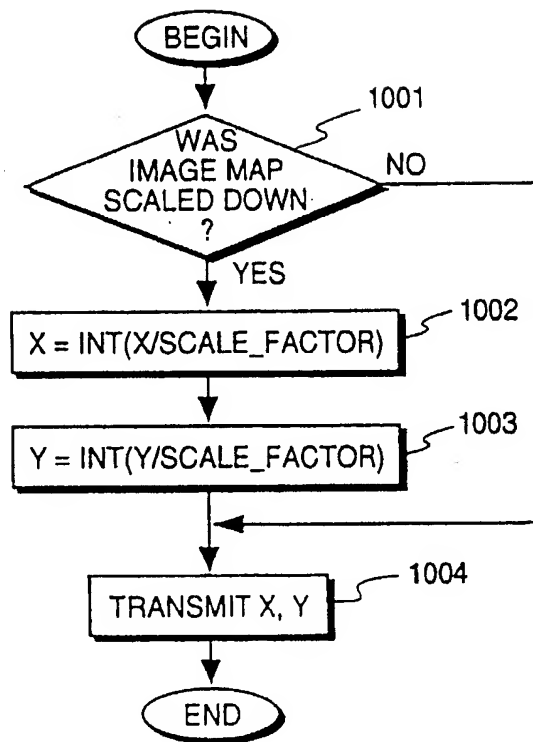 BEGIN
1001
WAS
IMAGE MAP
SCALED DOWN
?
NO
YES
1002
X = INT(X/SCALE_FACTOR)
1003
Y = INT(Y/SCALE_FACTOR)
1004
TRANSMIT X, Y
END